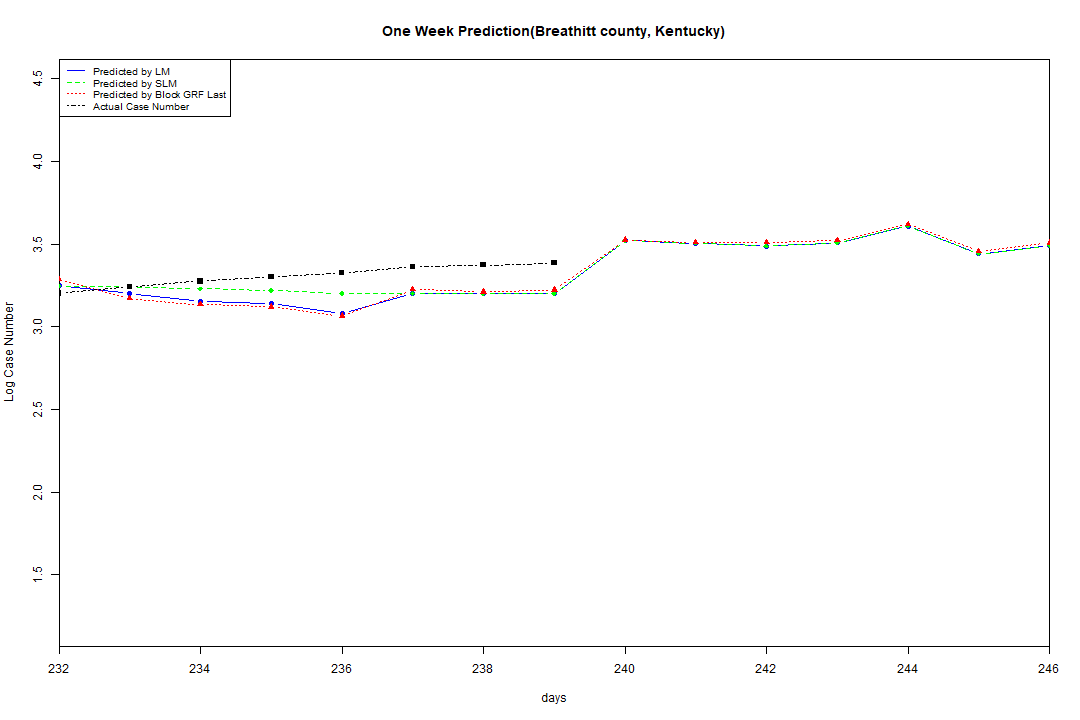 One Week Prediction(Breathitt county, Kentucky)
Predicted by LM
Predicted by SLM
Predicted by Block GRF Last
Actual Case Number
4.5
4.0
3.5
3.0
2.5
2.0
1.5
Log Case Number
232 234 236 238 240 242 244 246
days